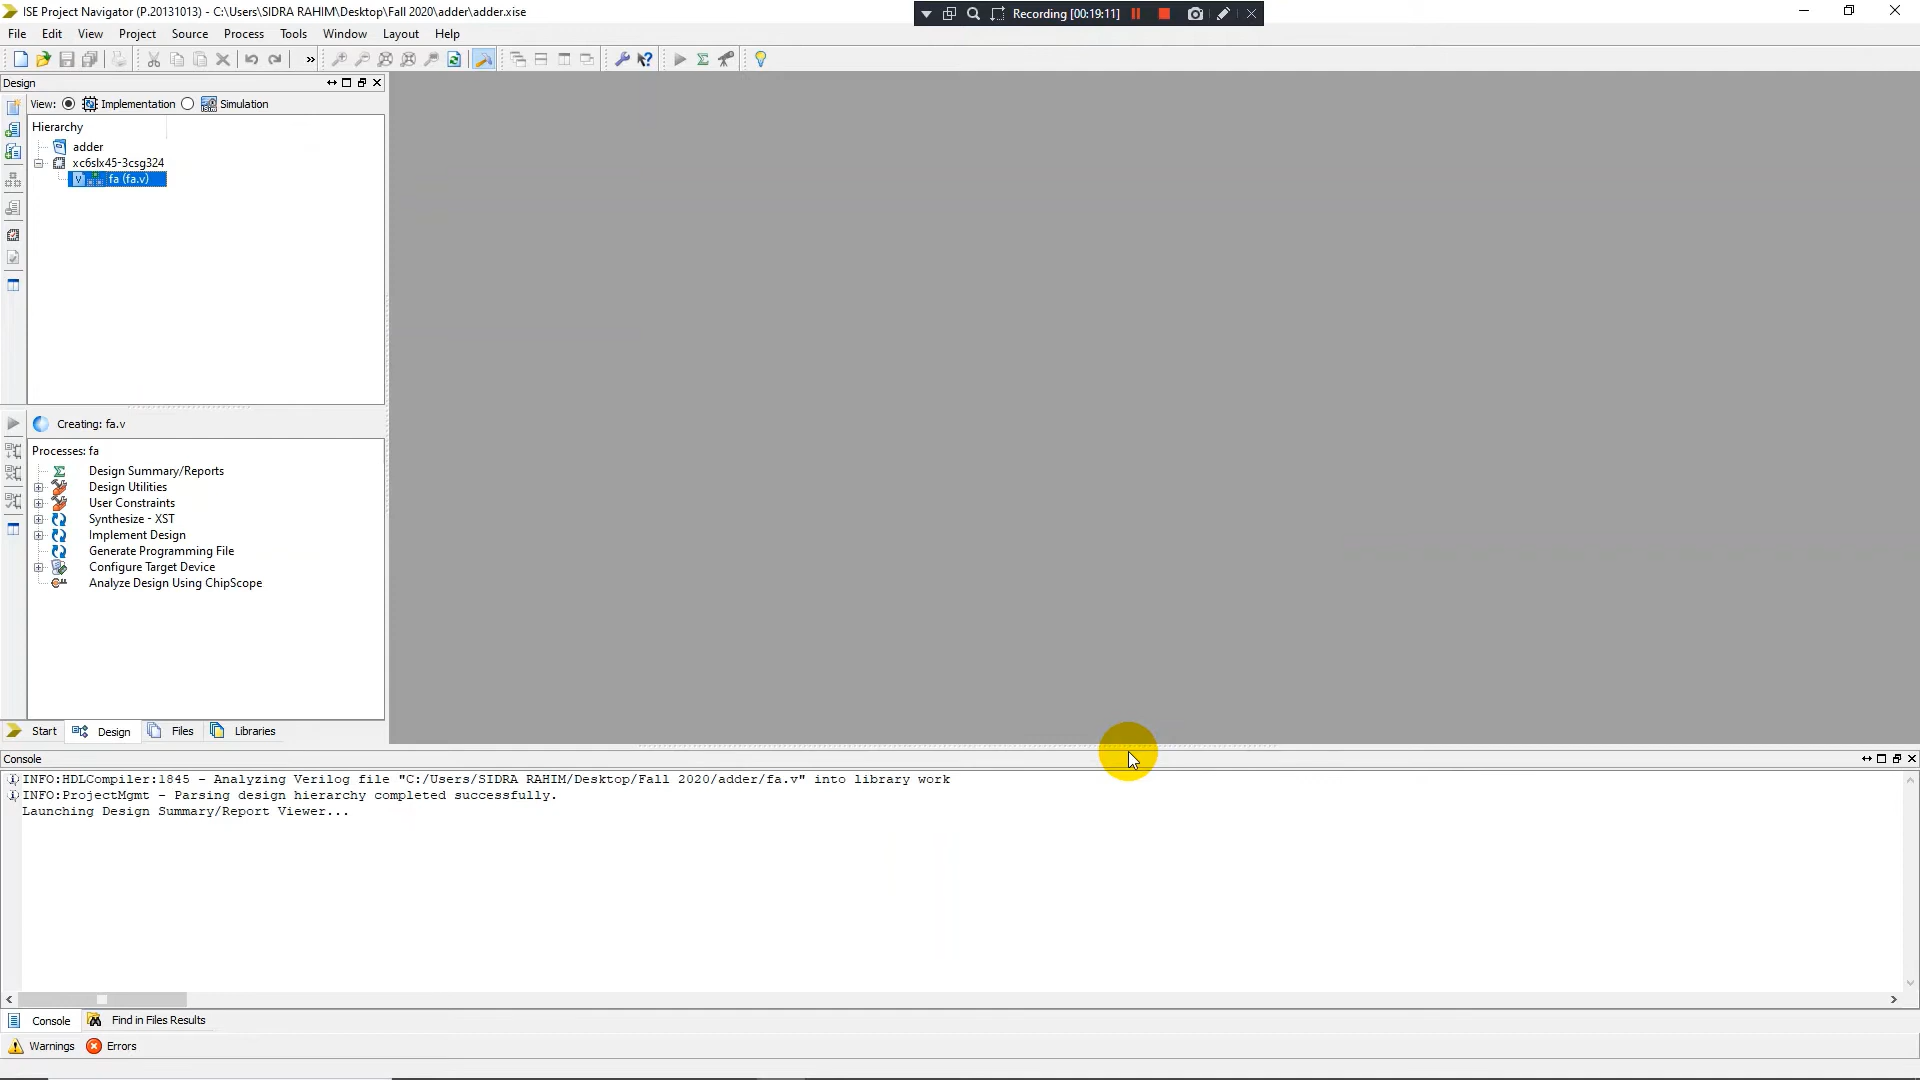 ISE Project Navigator (P.20131013) - C:\Users\SIDRA RAHIM\Desktop\Fall 2020\adder\adder.xise
Recording [00:19:11]
File Edit View Project Source Process Tools Window Layout Help
»
Design
View: Implementation Simulation
Hierarchy
adder
xc6slx45-3csg324
V fa (fa.v)
Creating: fa.v
Processes: fa
Design Summary/Reports
Design Utilities
User Constraints
Synthesize - XST
Implement Design
Generate Programming File
Configure Target Device
Analyze Design Using ChipScope
Start Design Files Libraries
Console
INFO:HDLCompiler:1845 - Analyzing Verilog file "C:/Users/SIDRA RAHIM/Desktop/Fall 2020/adder/fa.v" into library work
INFO:ProjectMgmt - Parsing design hierarchy completed successfully.
Launching Design Summary/Report Viewer...
Console Find in Files Results
Warnings Errors